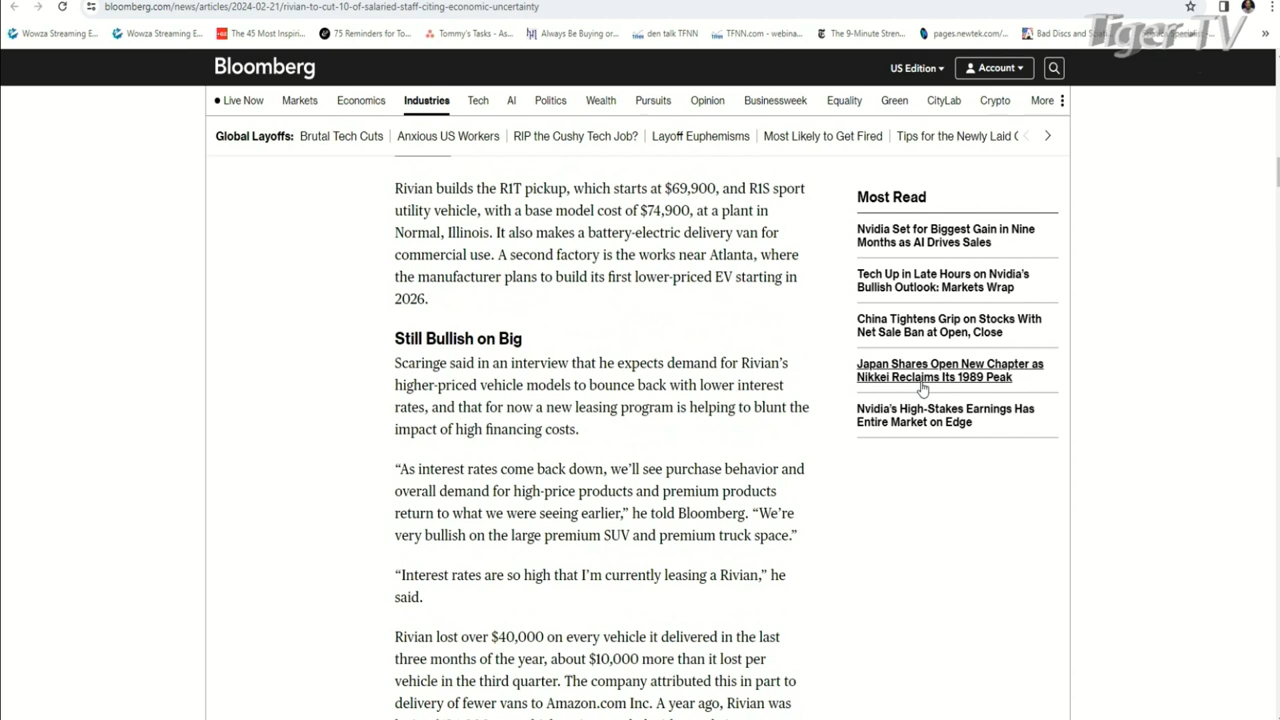 bloomberg.com/news/articles/2024-02-21/rivian-to-cut-10-of-salaried-staff-citing-economic-uncertainty
Wowza Streaming E... Wowza Streaming E... The 45 Most Inspiri... 75 Reminders for To... Tommy's Tasks - As... Always Be Buying or... den talk TFNN TFNN.com - webina... The 9-Minute Stren... pages.newtek.com/... Bad Discs and
Tiger TV
Bloomberg
US Edition Account
Live Now Markets Economics Industries Tech AI Politics Wealth Pursuits Opinion Businessweek Equality Green CityLab Crypto More
Global Layoffs: Brutal Tech Cuts Anxious US Workers RIP the Cushy Tech Job? Layoff Euphemisms Most Likely to Get Fired Tips for the Newly Laid
Rivian builds the R1T pickup, which starts at $69,900, and R1S sport
utility vehicle, with a base model cost of $74,900, at a plant in
Normal, Illinois. It also makes a battery-electric delivery van for
commercial use. A second factory is the works near Atlanta, where
the manufacturer plans to build its first lower-priced EV starting in
2026.
Still Bullish on Big
Scaringe said in an interview that he expects demand for Rivian's
higher-priced vehicle models to bounce back with lower interest
rates, and that for now a new leasing program is helping to blunt the
impact of high financing costs.
“As interest rates come back down, we'll see purchase behavior and
overall demand for high-price products and premium products
return to what we were seeing earlier,” he told Bloomberg. “We're
very bullish on the large premium SUV and premium truck space.”
“Interest rates are so high that I'm currently leasing a Rivian,” he
said.
Rivian lost over $40,000 on every vehicle it delivered in the last
three months of the year, about $10,000 more than it lost per
vehicle in the third quarter. The company attributed this in part to
delivery of fewer vans to Amazon.com Inc. A year ago, Rivian was
Most Read
Nvidia Set for Biggest Gain in Nine
Months as AI Drives Sales
Tech Up in Late Hours on Nvidia's
Bullish Outlook: Markets Wrap
China Tightens Grip on Stocks With
Net Sale Ban at Open, Close
Japan Shares Open New Chapter as
Nikkei Reclaims Its 1989 Peak
Nvidia's High-Stakes Earnings Has
Entire Market on Edge